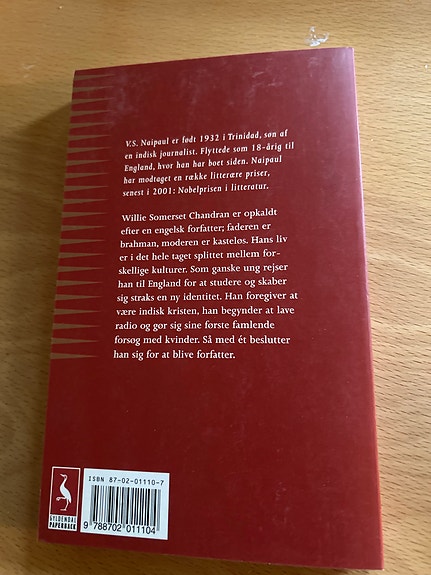 V.S. Naipaul er født 1932 i Trinidad, søn af
en indisk journalist. Flyttede som 18-årig til
England, hvor han har boet siden. Naipaul
har modtaget en række litterære priser,
senest i 2001: Nobelprisen i litteratur.
Willie Somerset Chandran er opkaldt
efter en engelsk forfatter; faderen er
brahman, moderen er kasteløs. Hans liv
er i det hele taget splittet mellem for-
skellige kulturer. Som ganske ung rejser
han til England for at studere og skaber
sig straks en ny identitet. Han foregiver at
være indisk kristen, han begynder at lave
radio og gør sig sine første famlende
forsøg med kvinder. Så med ét beslutter
han sig for at blive forfatter.
ISBN 87-02-01110-7
9 788702 011104
GYLDENDAL
PAPERBACK